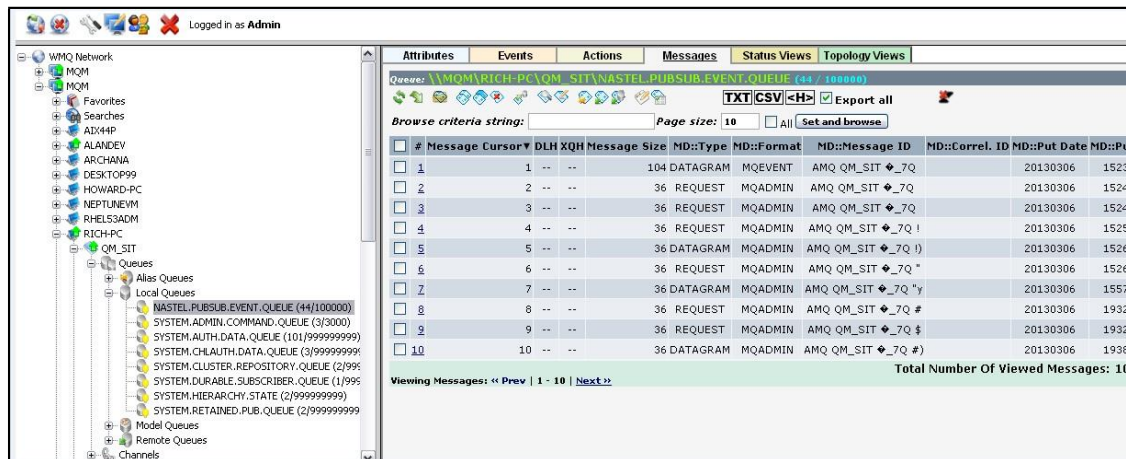 Logged in as Admin
WMQ Network
MQM
MQM
Favorites
Searches
AIX44P
ALANDEV
ARCHANA
DESKTOP99
HOWARD-PC
NEPTUNEVM
RHEL53ADM
RICH-PC
QM_SIT
Queues
Alias Queues
Local Queues
NASTEL.PUBSUB.EVENT.QUEUE (44/100000)
SYSTEM.ADMIN.COMMAND.QUEUE (3/3000)
SYSTEM.AUTH.DATA.QUEUE (101/999999999)
SYSTEM.CHLAUTH.DATA.QUEUE (3/999999999
SYSTEM.CLUSTER.REPOSITORY.QUEUE (2/999
SYSTEM.DURABLE.SUBSCRIBER.QUEUE (1/999
SYSTEM.HIERARCHY.STATE (2/999999999)
SYSTEM.RETAINED.PUB.QUEUE (2/999999999
Model Queues
Remote Queues
Channels
Attributes Events Actions Messages Status Views Topology Views
Queue: \\MQM\RICH-PC\QM_SIT\NASTEL.PUBSUB.EVENT.QUEUE (44 / 100000)
TXT CSV <H> Export all
Browse criteria string: Page size: 10 All Set and browse
# Message Cursor▼ DLH XQH Message Size MD::Type MD::Format MD::Message ID MD::Correl. ID MD::Put Date MD::Pu
1 1 -- -- 104 DATAGRAM MQEVENT AMQ QM_SIT �_7Q 20130306 1523
2 2 -- -- 36 REQUEST MQADMIN AMQ QM_SIT �_7Q 20130306 1524
3 3 -- -- 36 REQUEST MQADMIN AMQ QM_SIT �_7Q 20130306 1524
4 4 -- -- 36 REQUEST MQADMIN AMQ QM_SIT �_7Q ! 20130306 1525
5 5 -- -- 36 DATAGRAM MQADMIN AMQ QM_SIT �_7Q !) 20130306 1526
6 6 -- -- 36 REQUEST MQADMIN AMQ QM_SIT �_7Q " 20130306 1526
7 7 -- -- 36 DATAGRAM MQADMIN AMQ QM_SIT �_7Q "y 20130306 1557
8 8 -- -- 36 REQUEST MQADMIN AMQ QM_SIT �_7Q # 20130306 1932
9 9 -- -- 36 REQUEST MQADMIN AMQ QM_SIT �_7Q $ 20130306 1932
10 10 -- -- 36 DATAGRAM MQADMIN AMQ QM_SIT �_7Q #) 20130306 1938
Total Number Of Viewed Messages: 10
Viewing Messages: « Prev | 1 - 10 | Next »